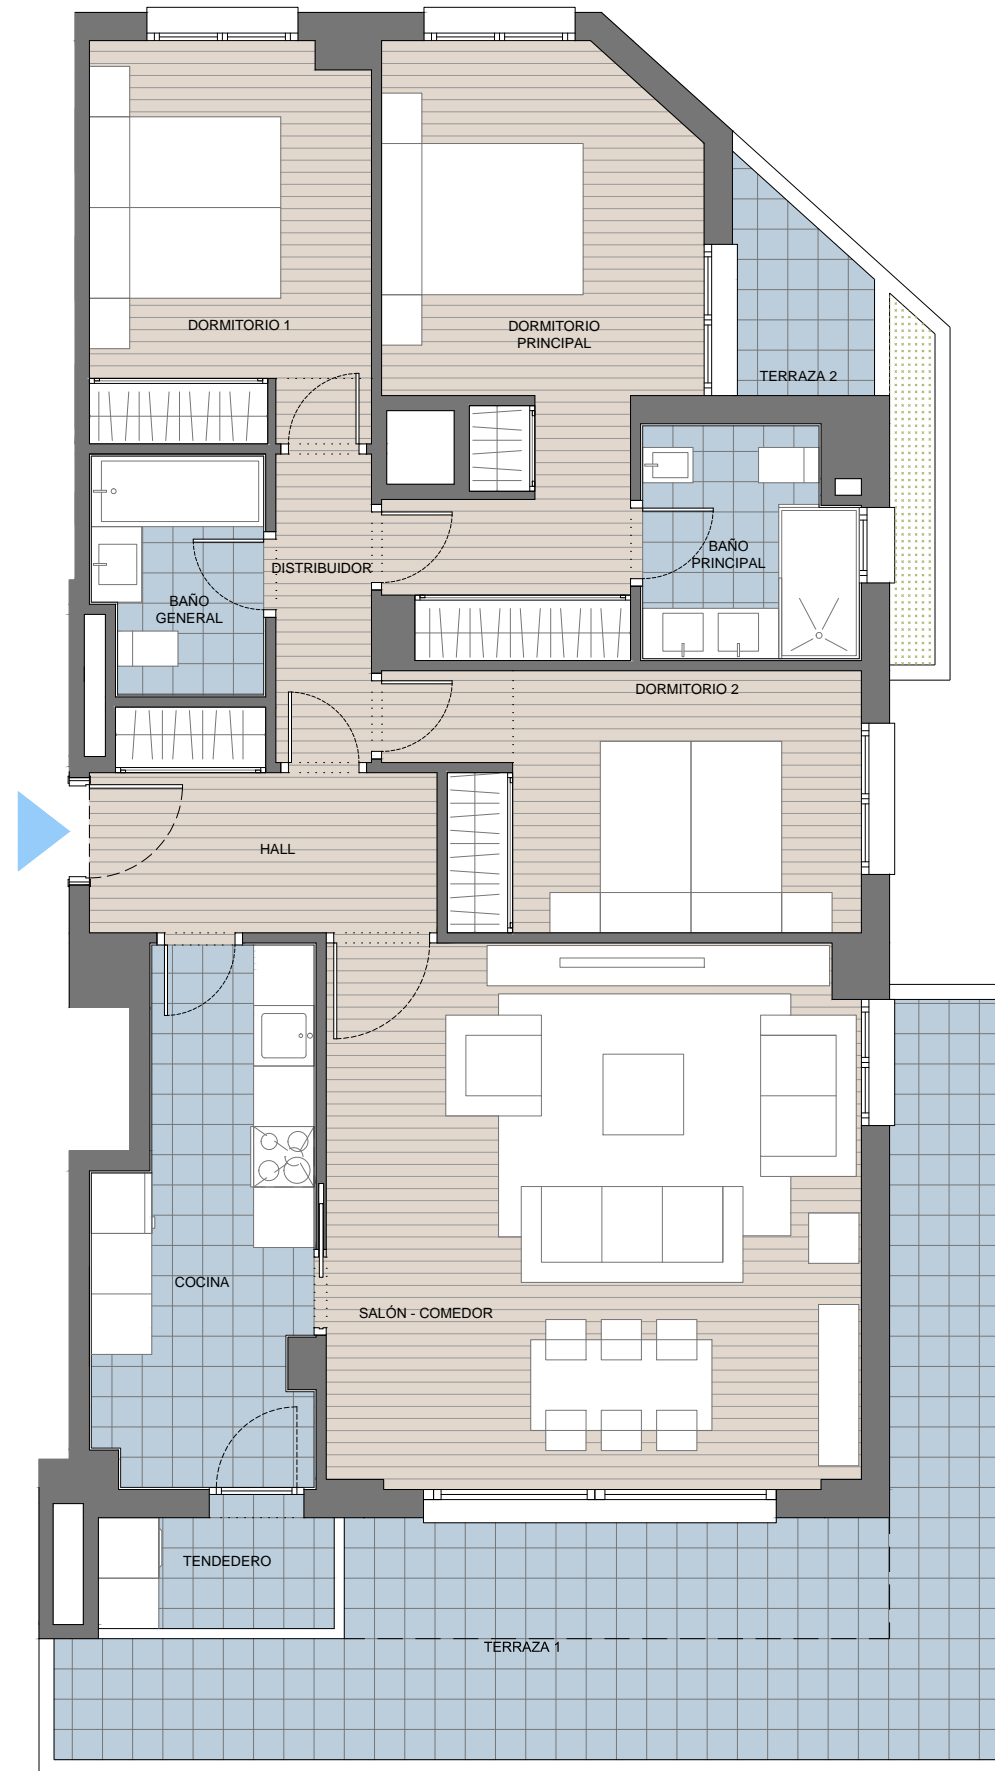 DORMITORIO 1
DORMITORIO
PRINCIPAL
TERRAZA 2
BAÑO
PRINCIPAL
DISTRIBUIDOR
BAÑO
GENERAL
DORMITORIO 2
HALL
COCINA
SALÓN - COMEDOR
TENDEDERO
TERRAZA 1